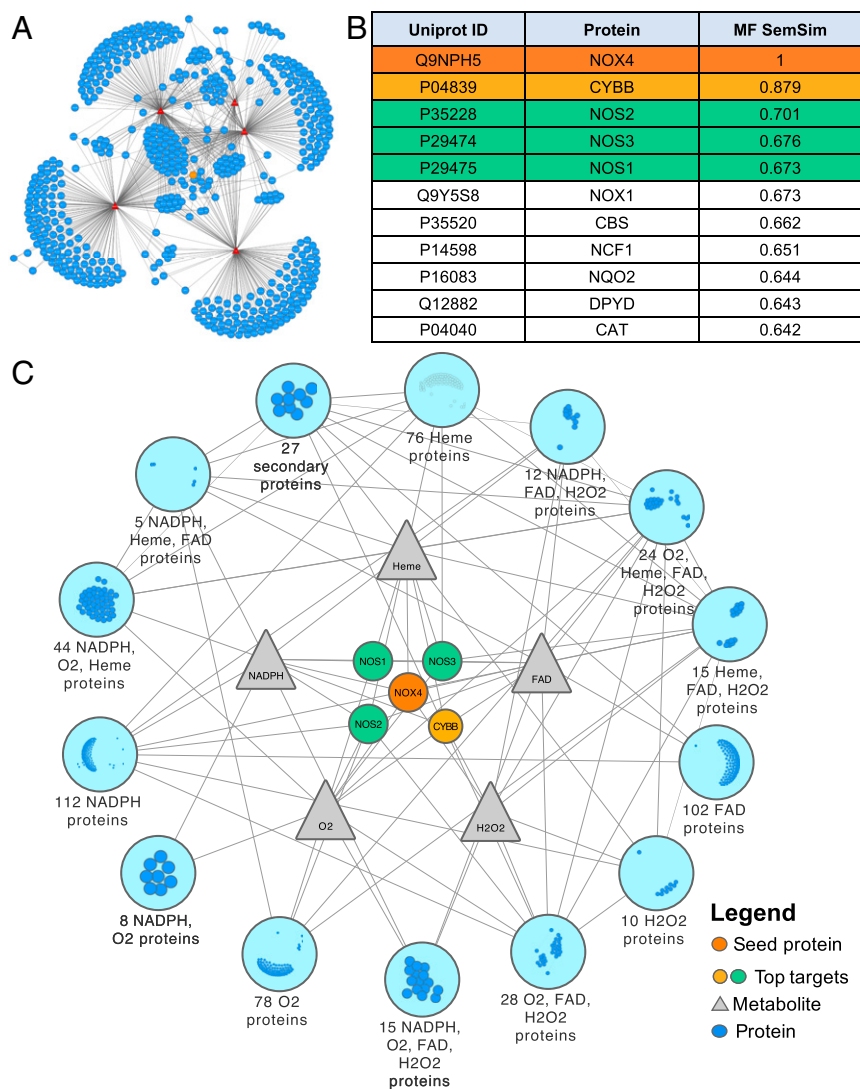 A
B
Uniprot ID Protein MF SemSim
Q9NPH5 NOX4 1
P04839 CYBB 0.879
P35228 NOS2 0.701
P29474 NOS3 0.676
P29475 NOS1 0.673
Q9Y5S8 NOX1 0.673
P35520 CBS 0.662
P14598 NCF1 0.651
P16083 NQO2 0.644
Q12882 DPYD 0.643
P04040 CAT 0.642
C
27
secondary
proteins
76 Heme
proteins
12 NADPH,
FAD, H2O2
proteins
5 NADPH,
Heme, FAD
proteins
24 O2,
Heme, FAD,
H2O2
proteins
44 NADPH,
O2, Heme
proteins
15 Heme,
FAD, H2O2
proteins
Heme
NADPH
FAD
NOS1
NOS3
NOX4
NOS2
CYBB
O2
H2O2
112 NADPH
proteins
102 FAD
proteins
8 NADPH,
O2 proteins
10 H2O2
proteins
78 O2
proteins
15 NADPH,
O2, FAD,
H2O2
proteins
28 O2, FAD,
H2O2
proteins
Legend
Seed protein
Top targets
Metabolite
Protein